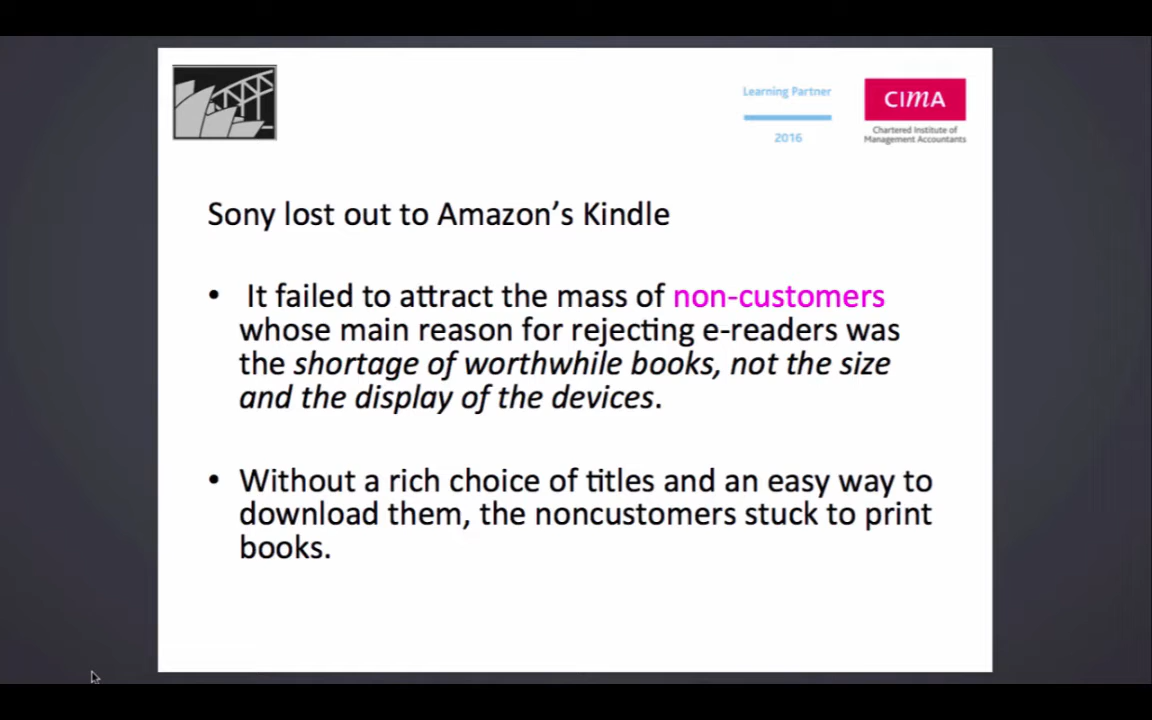 Learning Partner
2016
CIMA
Chartered Institute of
Management Accountants
Sony lost out to Amazon’s Kindle
• It failed to attract the mass of non-customers
whose main reason for rejecting e-readers was
the shortage of worthwhile books, not the size
and the display of the devices.
• Without a rich choice of titles and an easy way to
download them, the noncustomers stuck to print
books.